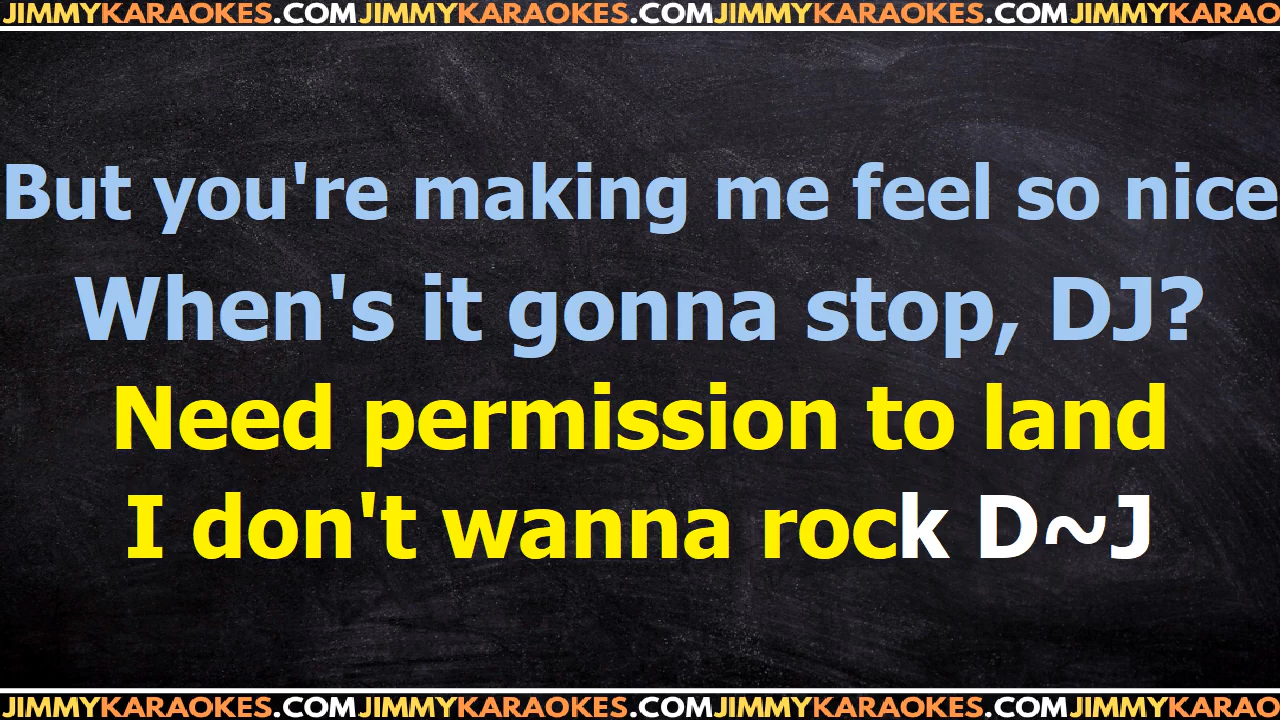 JIMMYKARAOKES.COMJIMMYKARAOKES.COMJIMMYKARAOKES.COMJIMMYKARAO
But you're making me feel so nice
When's it gonna stop, DJ?
Need permission to land
I don't wanna rock D~J
JIMMYKARAOKES.COMJIMMYKARAOKES.COMJIMMYKARAOKES.COMJIMMYKARAO